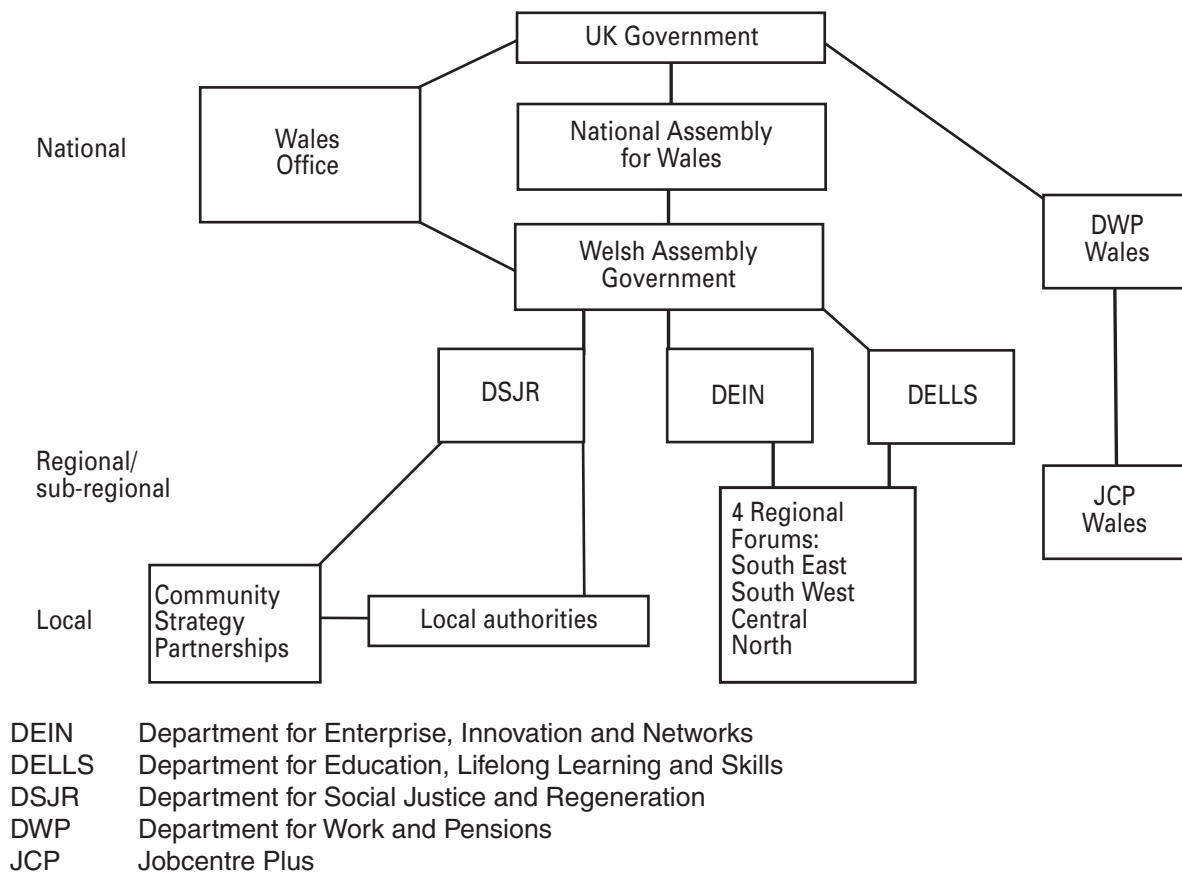 UK Government
National
Wales
Office
National Assembly
for Wales
DWP
Wales
Welsh Assembly
Government
DSJR
DEIN
DELLS
Regional/
sub-regional
4 Regional
Forums:
South East
South West
Central
North
JCP
Wales
Local
Community
Strategy
Partnerships
Local authorities
DEIN Department for Enterprise, Innovation and Networks
DELLS Department for Education, Lifelong Learning and Skills
DSJR Department for Social Justice and Regeneration
DWP Department for Work and Pensions
JCP Jobcentre Plus